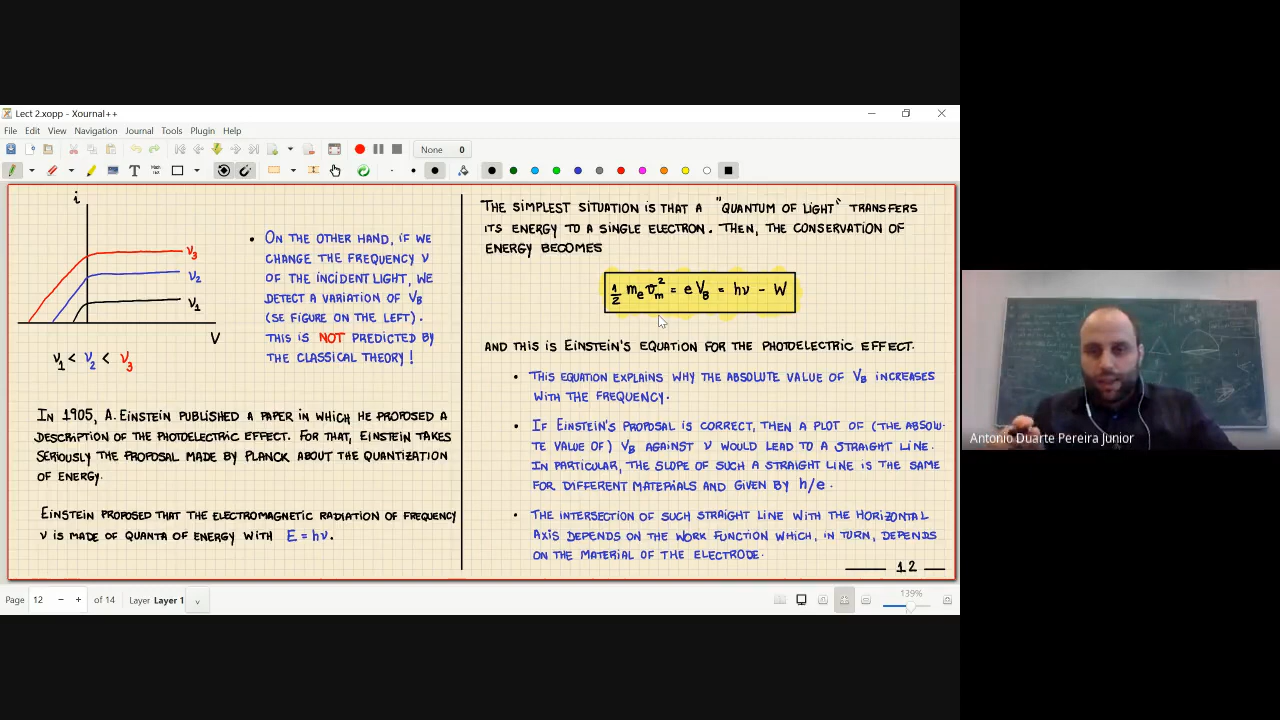 Lect 2.xopp - Xournal++
File Edit View Navigation Journal Tools Plugin Help
None 0
i
ν3
ν2
ν1
V
ν1 < ν2 < ν3
• ON THE OTHER HAND, IF WE
CHANGE THE FREQUENCY ν
OF THE INCIDENT LIGHT, WE
DETECT A VARIATION OF VB
(SE FIGURE ON THE LEFT).
THIS IS NOT PREDICTED BY
THE CLASSICAL THEORY!
IN 1905, A. EINSTEIN PUBLISHED A PAPER IN WHICH HE PROPOSED A
DESCRIPTION OF THE PHOTOELECTRIC EFFECT. FOR THAT, EINSTEIN TAKES
SERIOUSLY THE PROPOSAL MADE BY PLANCK ABOUT THE QUANTIZATION
OF ENERGY.
EINSTEIN PROPOSED THAT THE ELECTROMAGNETIC RADIATION OF FREQUENCY
ν IS MADE OF QUANTA OF ENERGY WITH E = hν.
THE SIMPLEST SITUATION IS THAT A "QUANTUM OF LIGHT" TRANSFERS
ITS ENERGY TO A SINGLE ELECTRON. THEN, THE CONSERVATION OF
ENERGY BECOMES
1/2 me vm² = e VB = hν - W
AND THIS IS EINSTEIN'S EQUATION FOR THE PHOTOELECTRIC EFFECT.
• THIS EQUATION EXPLAINS WHY THE ABSOLUTE VALUE OF VB INCREASES
WITH THE FREQUENCY.
• IF EINSTEIN'S PROPOSAL IS CORRECT, THEN A PLOT OF (THE ABSOLU-
TE VALUE OF) VB AGAINST ν WOULD LEAD TO A STRAIGHT LINE.
IN PARTICULAR, THE SLOPE OF SUCH A STRAIGHT LINE IS THE SAME
FOR DIFFERENT MATERIALS AND GIVEN BY h/e.
• THE INTERSECTION OF SUCH STRAIGHT LINE WITH THE HORIZONTAL
AXIS DEPENDS ON THE WORK FUNCTION WHICH, IN TURN, DEPENDS
ON THE MATERIAL OF THE ELECTRODE.
12
Page 12 of 14 Layer Layer 1
139%
Antonio Duarte Pereira Junior